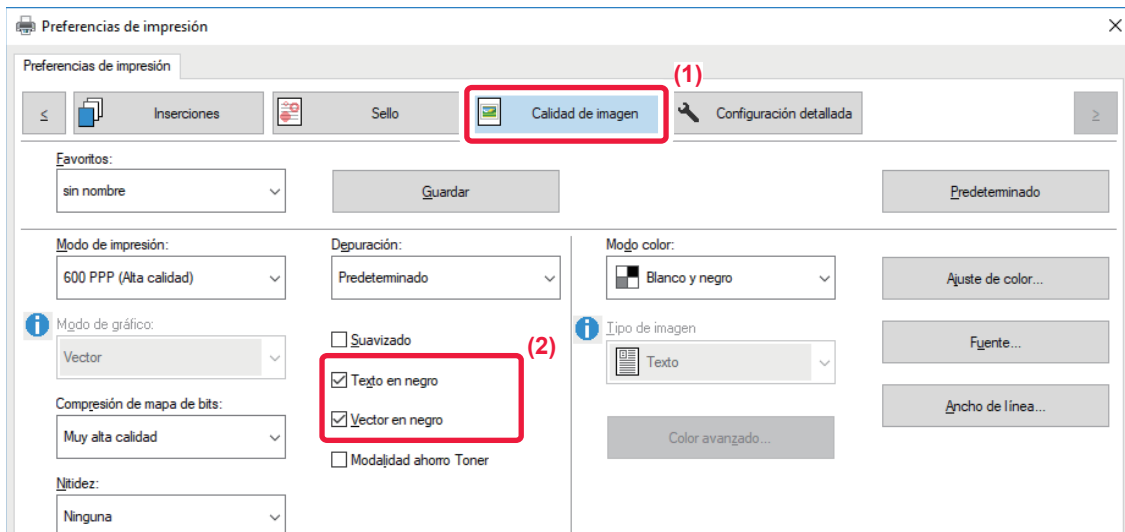 Preferencias de impresión
Preferencias de impresión
(1)
≤ Inserciones Sello Calidad de imagen Configuración detallada ≥
Favoritos:
sin nombre Guardar Predeterminado
Modo de impresión: Depuración: Modo color:
600 PPP (Alta calidad) Predeterminado Blanco y negro Ajuste de color...
Modo de gráfico: Suavizado (2) Tipo de imagen Fuente...
Vector Texto en negro Texto
Compresión de mapa de bits: Vector en negro Ancho de línea...
Muy alta calidad Color avanzado...
Modalidad ahorro Toner
Nitidez:
Ninguna